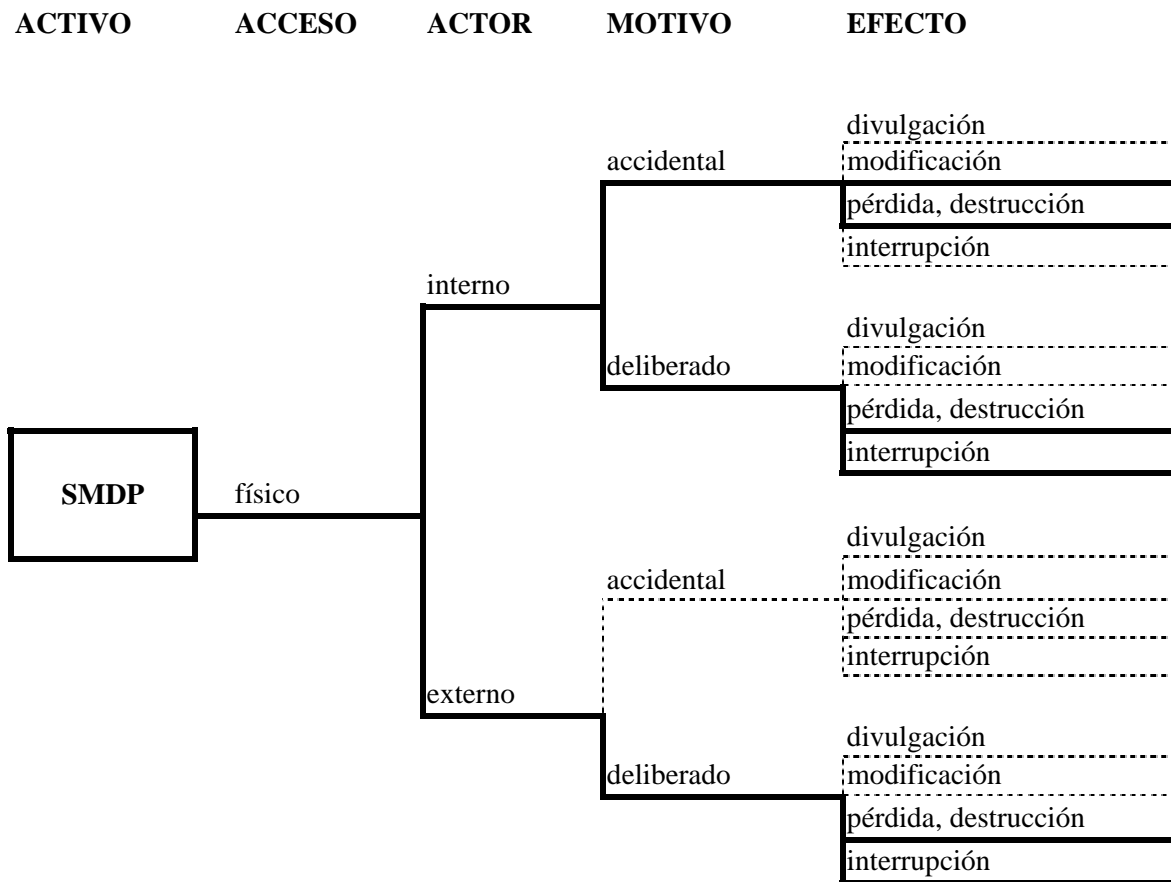 ACTIVO ACCESO ACTOR MOTIVO EFECTO
divulgación
accidental modificación
pérdida, destrucción
interrupción
interno
divulgación
deliberado modificación
pérdida, destrucción
interrupción
SMDP físico
divulgación
accidental modificación
pérdida, destrucción
interrupción
externo
divulgación
deliberado modificación
pérdida, destrucción
interrupción